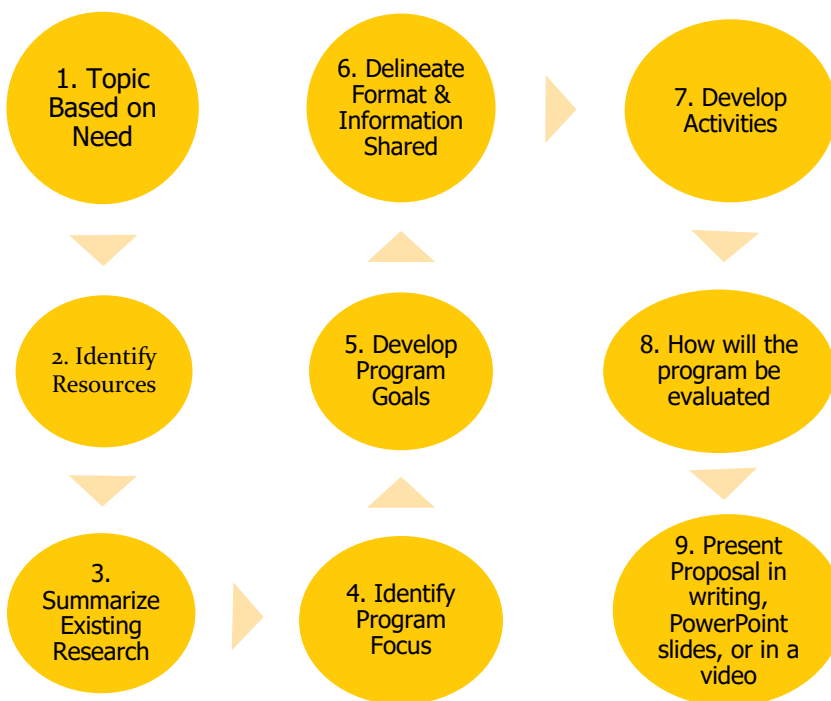 1. Topic
Based on
Need
2. Identify
Resources
3.
Summarize
Existing
Research
4. Identify
Program
Focus
5. Develop
Program
Goals
6. Delineate
Format &
Information
Shared
7. Develop
Activities
8. How will the
program be
evaluated
9. Present
Proposal in
writing,
PowerPoint
slides, or in a
video